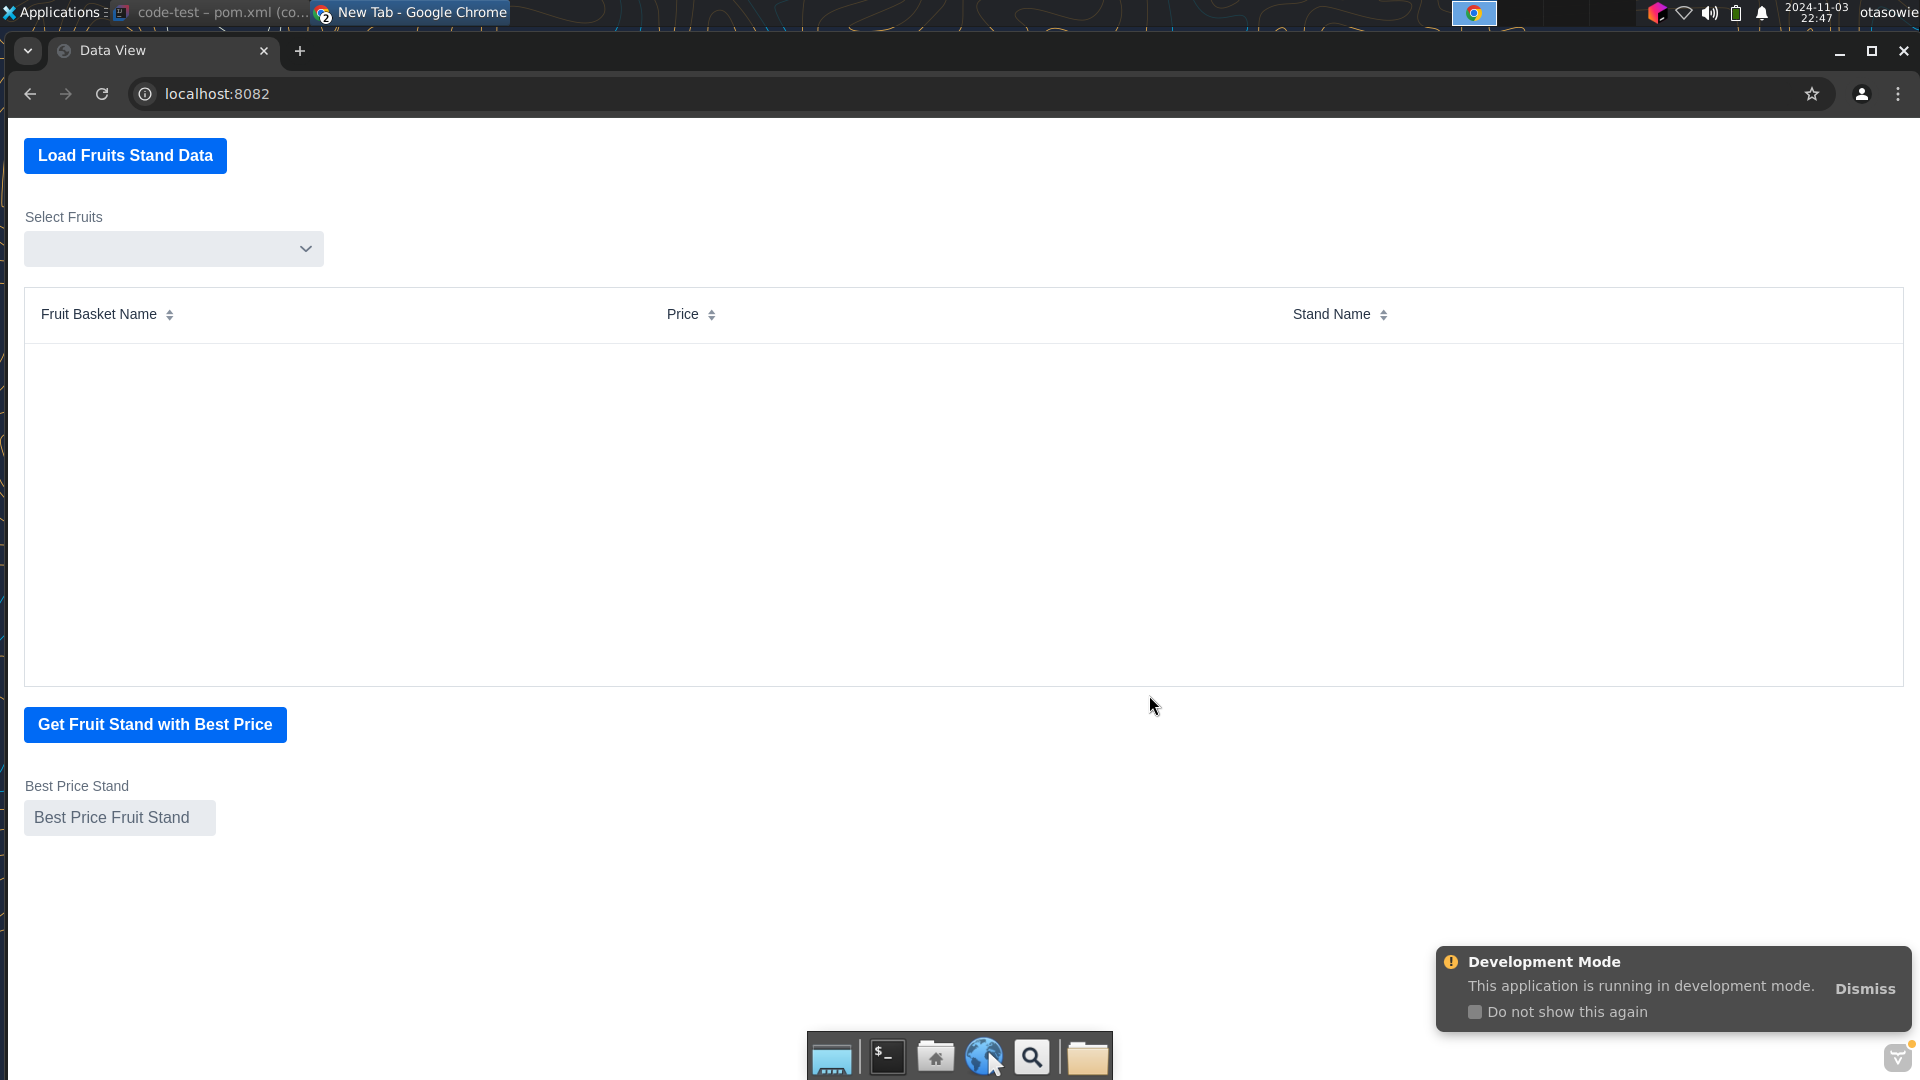 Applications
code-test – pom.xml (co...
2 New Tab - Google Chrome
2024-11-03
22:47
otasowie
Data View
localhost:8082
Load Fruits Stand Data
Select Fruits
Fruit Basket Name
Price
Stand Name
Get Fruit Stand with Best Price
Best Price Stand
Best Price Fruit Stand
Development Mode
This application is running in development mode.
Dismiss
Do not show this again
$_